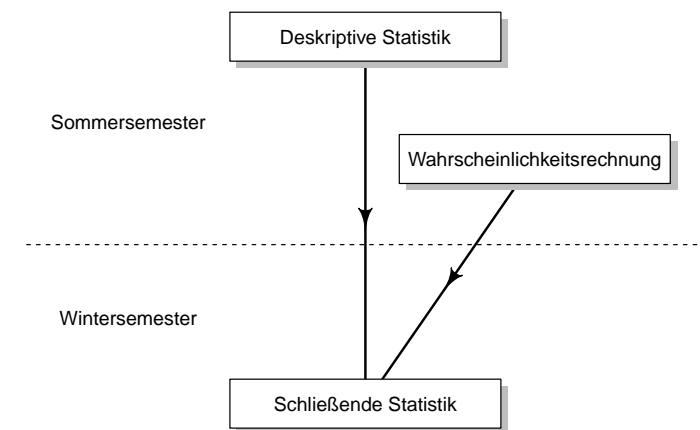 Deskriptive Statistik
Sommersemester
Wahrscheinlichkeitsrechnung
Wintersemester
Schließende Statistik